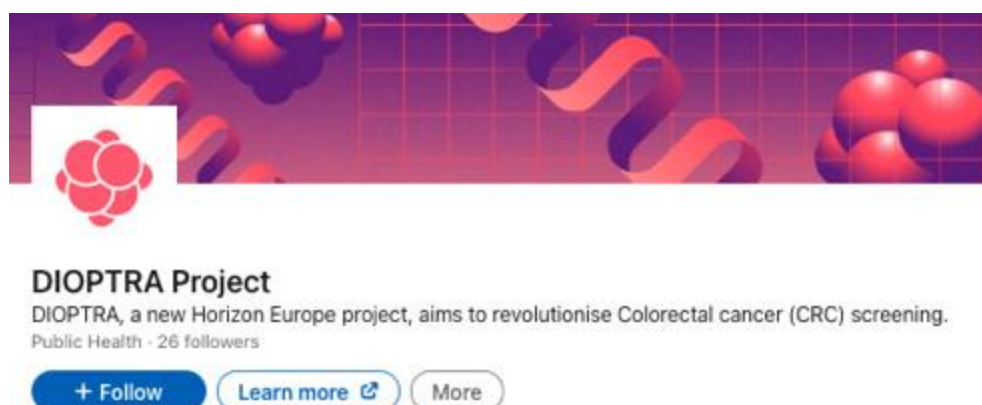 DIOPTRA Project
DIOPTRA, a new Horizon Europe project, aims to revolutionise Colorectal cancer (CRC) screening.
Public Health · 26 followers
+ Follow
Learn more
More